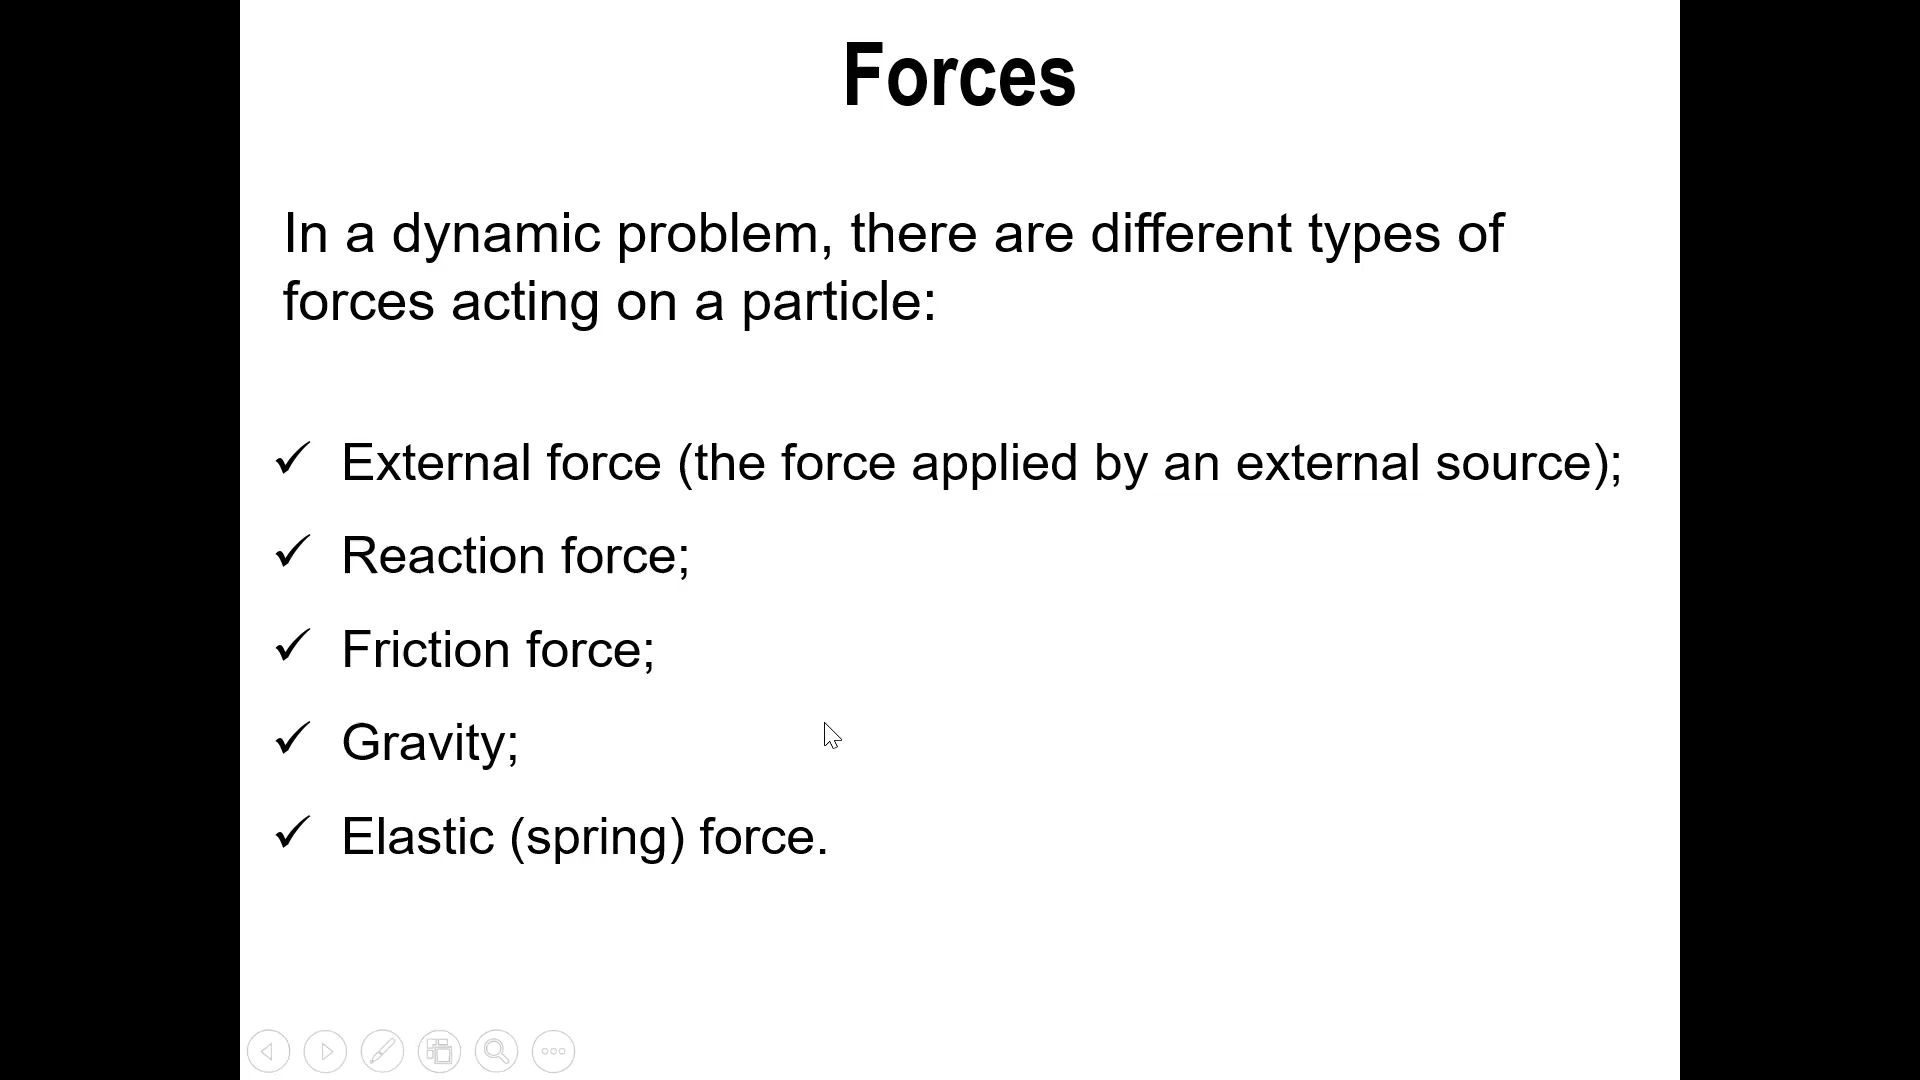 Forces
In a dynamic problem, there are different types of
forces acting on a particle:
✓ External force (the force applied by an external source);
✓ Reaction force;
✓ Friction force;
✓ Gravity;
✓ Elastic (spring) force.